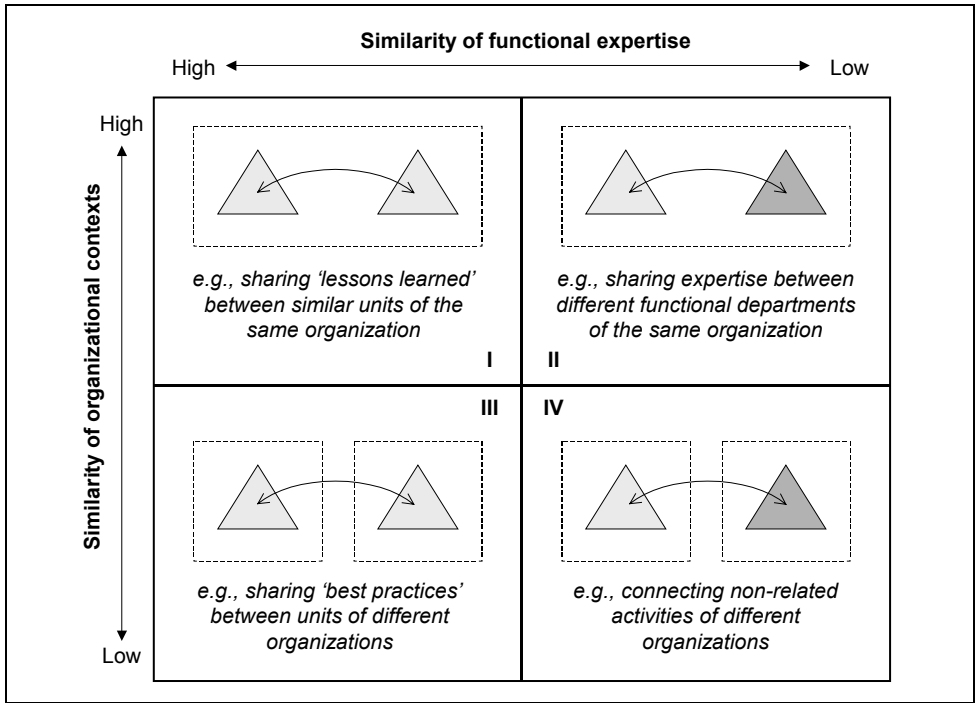 Similarity of functional expertise
High
Low
High
Similarity of organizational contexts
Low
e.g., sharing ‘lessons learned’
between similar units of the
same organization
I
e.g., sharing expertise between
different functional departments
of the same organization
II
III
e.g., sharing ‘best practices’
between units of different
organizations
IV
e.g., connecting non-related
activities of different
organizations